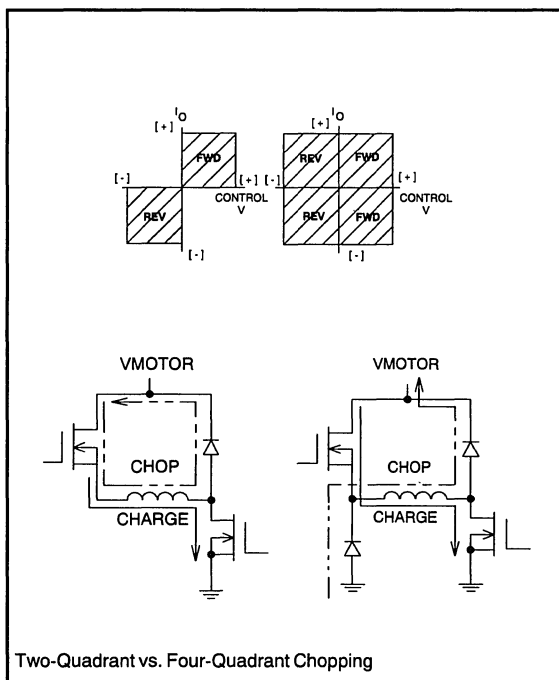 I O
[+]
FWD
[-]
[+]
REV
CONTROL
V
[-]
I O
[+]
REV
FWD
[-]
[+]
REV
FWD
CONTROL
V
[-]
VMOTOR
CHOP
CHARGE
VMOTOR
CHOP
CHARGE
Two-Quadrant vs. Four-Quadrant Chopping